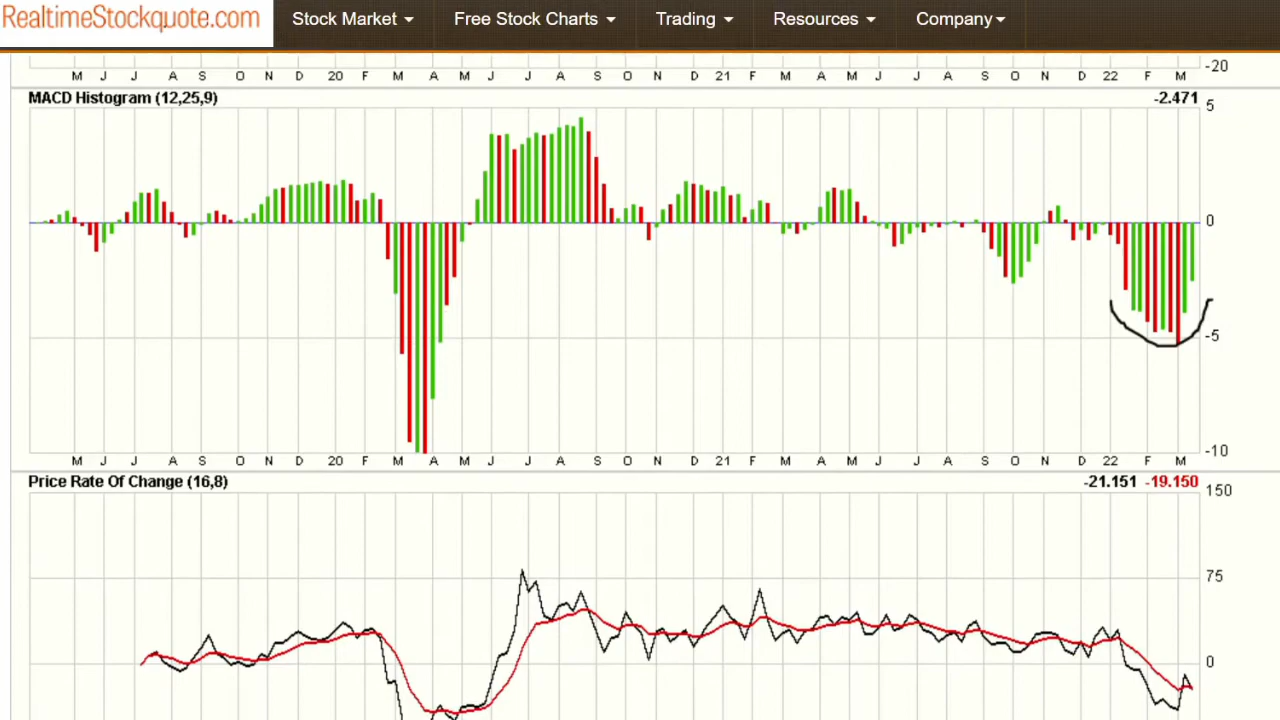 RealtimeStockquote.com Stock Market Free Stock Charts Trading Resources Company
-20
M J J A S O N D 20 F M A M J J A S O N D 21 F M A M J J A S O N D 22 F M
MACD Histogram (12,25,9) -2.471
5
0
-5
-10
M J J A S O N D 20 F M A M J J A S O N D 21 F M A M J J A S O N D 22 F M
Price Rate Of Change (16,8) -21.151 -19.150
150
75
0